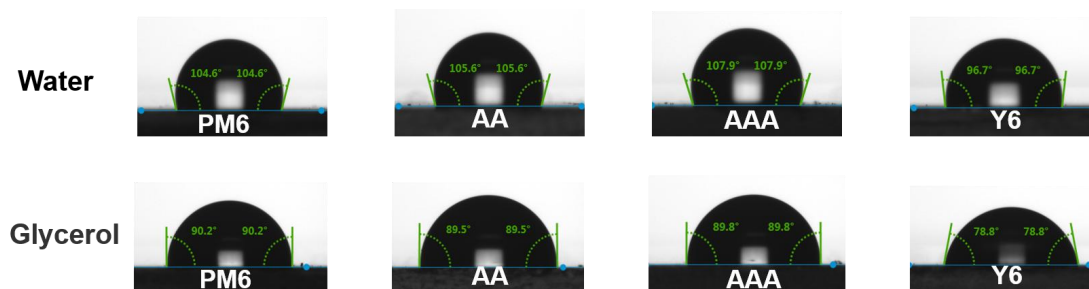 Water
104.6° 104.6°
PM6
105.6° 105.6°
AA
107.9° 107.9°
AAA
96.7° 96.7°
Y6
Glycerol
90.2° 90.2°
PM6
89.5° 89.5°
AA
89.8° 89.8°
AAA
78.8° 78.8°
Y6